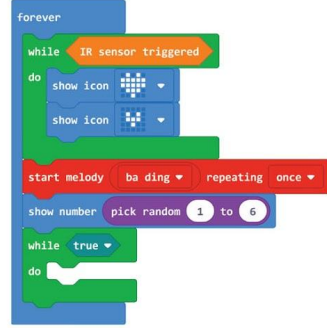 forever
while IR sensor triggered
do
show icon
show icon
start melody ba ding repeating once
show number pick random 1 to 6
while true
do